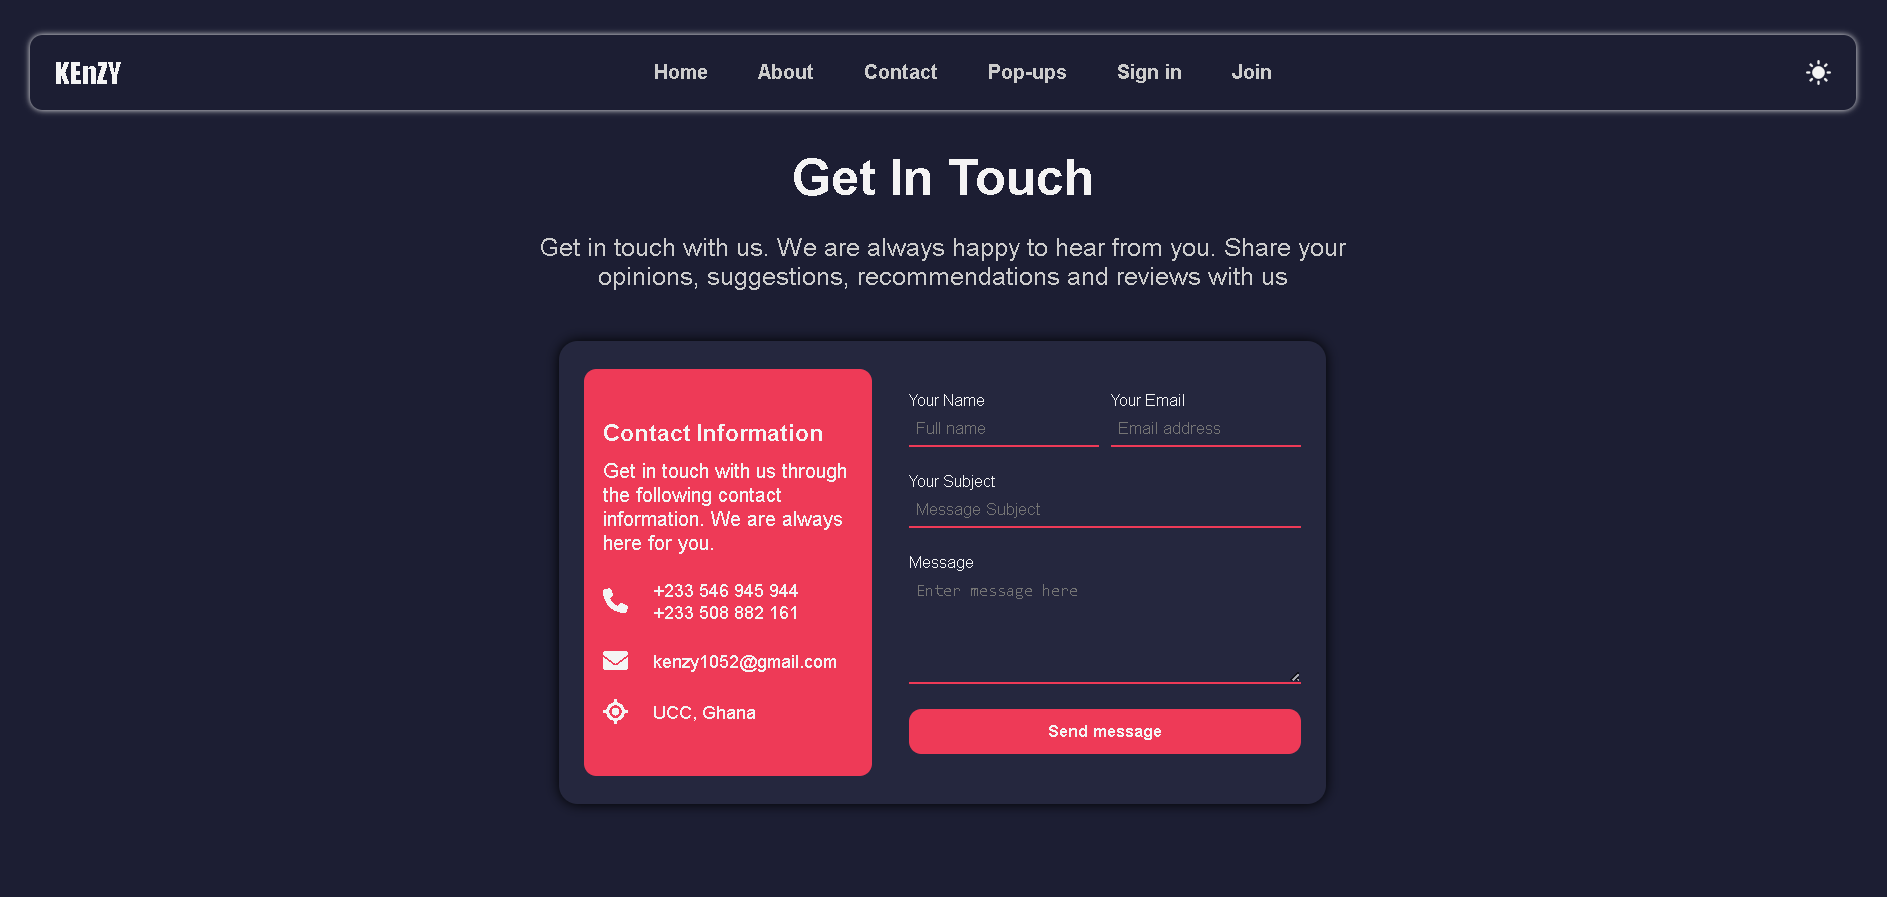 KEnZY
Home About Contact Pop-ups Sign in Join
Get In Touch
Get in touch with us. We are always happy to hear from you. Share your
opinions, suggestions, recommendations and reviews with us
Contact Information
Get in touch with us through
the following contact
information. We are always
here for you.
+233 546 945 944
+233 508 882 161
kenzy1052@gmail.com
UCC, Ghana
Your Name
Full name
Your Email
Email address
Your Subject
Message Subject
Message
Enter message here
Send message